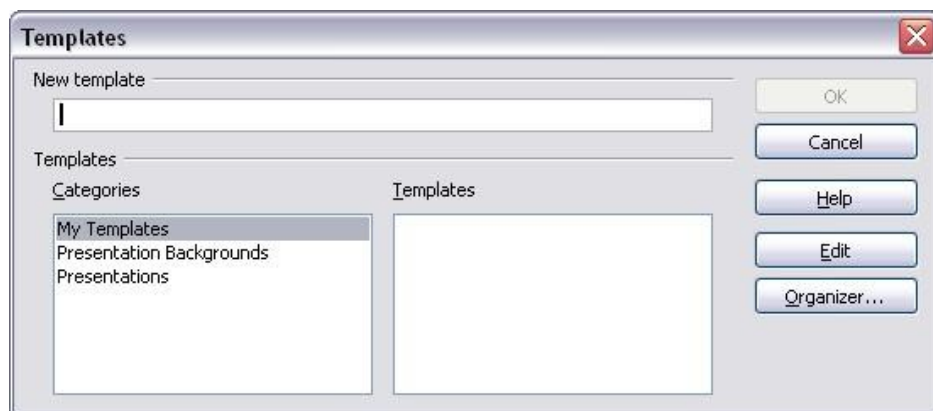 Templates
New template
OK
Cancel
Templates
Categories
Templates
Help
My Templates
Presentation Backgrounds
Presentations
Edit
Organizer...